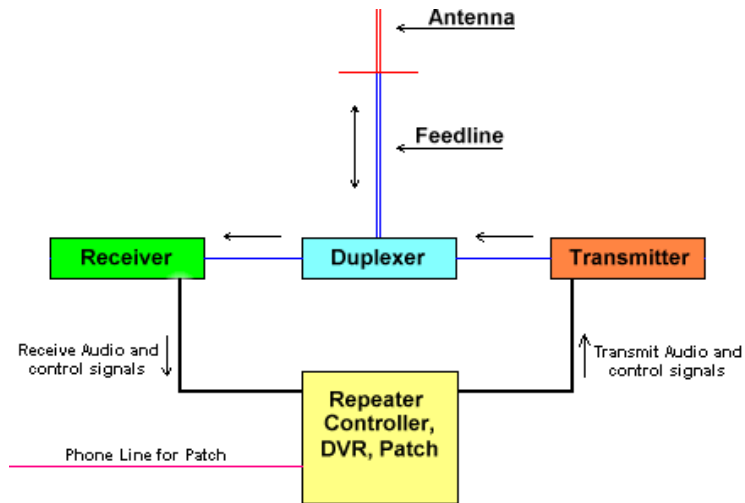 Antenna
Feedline
Receiver
Duplexer
Transmitter
Receive Audio and
control signals
Transmit Audio and
control signals
Repeater
Controller,
DVR, Patch
Phone Line for Patch